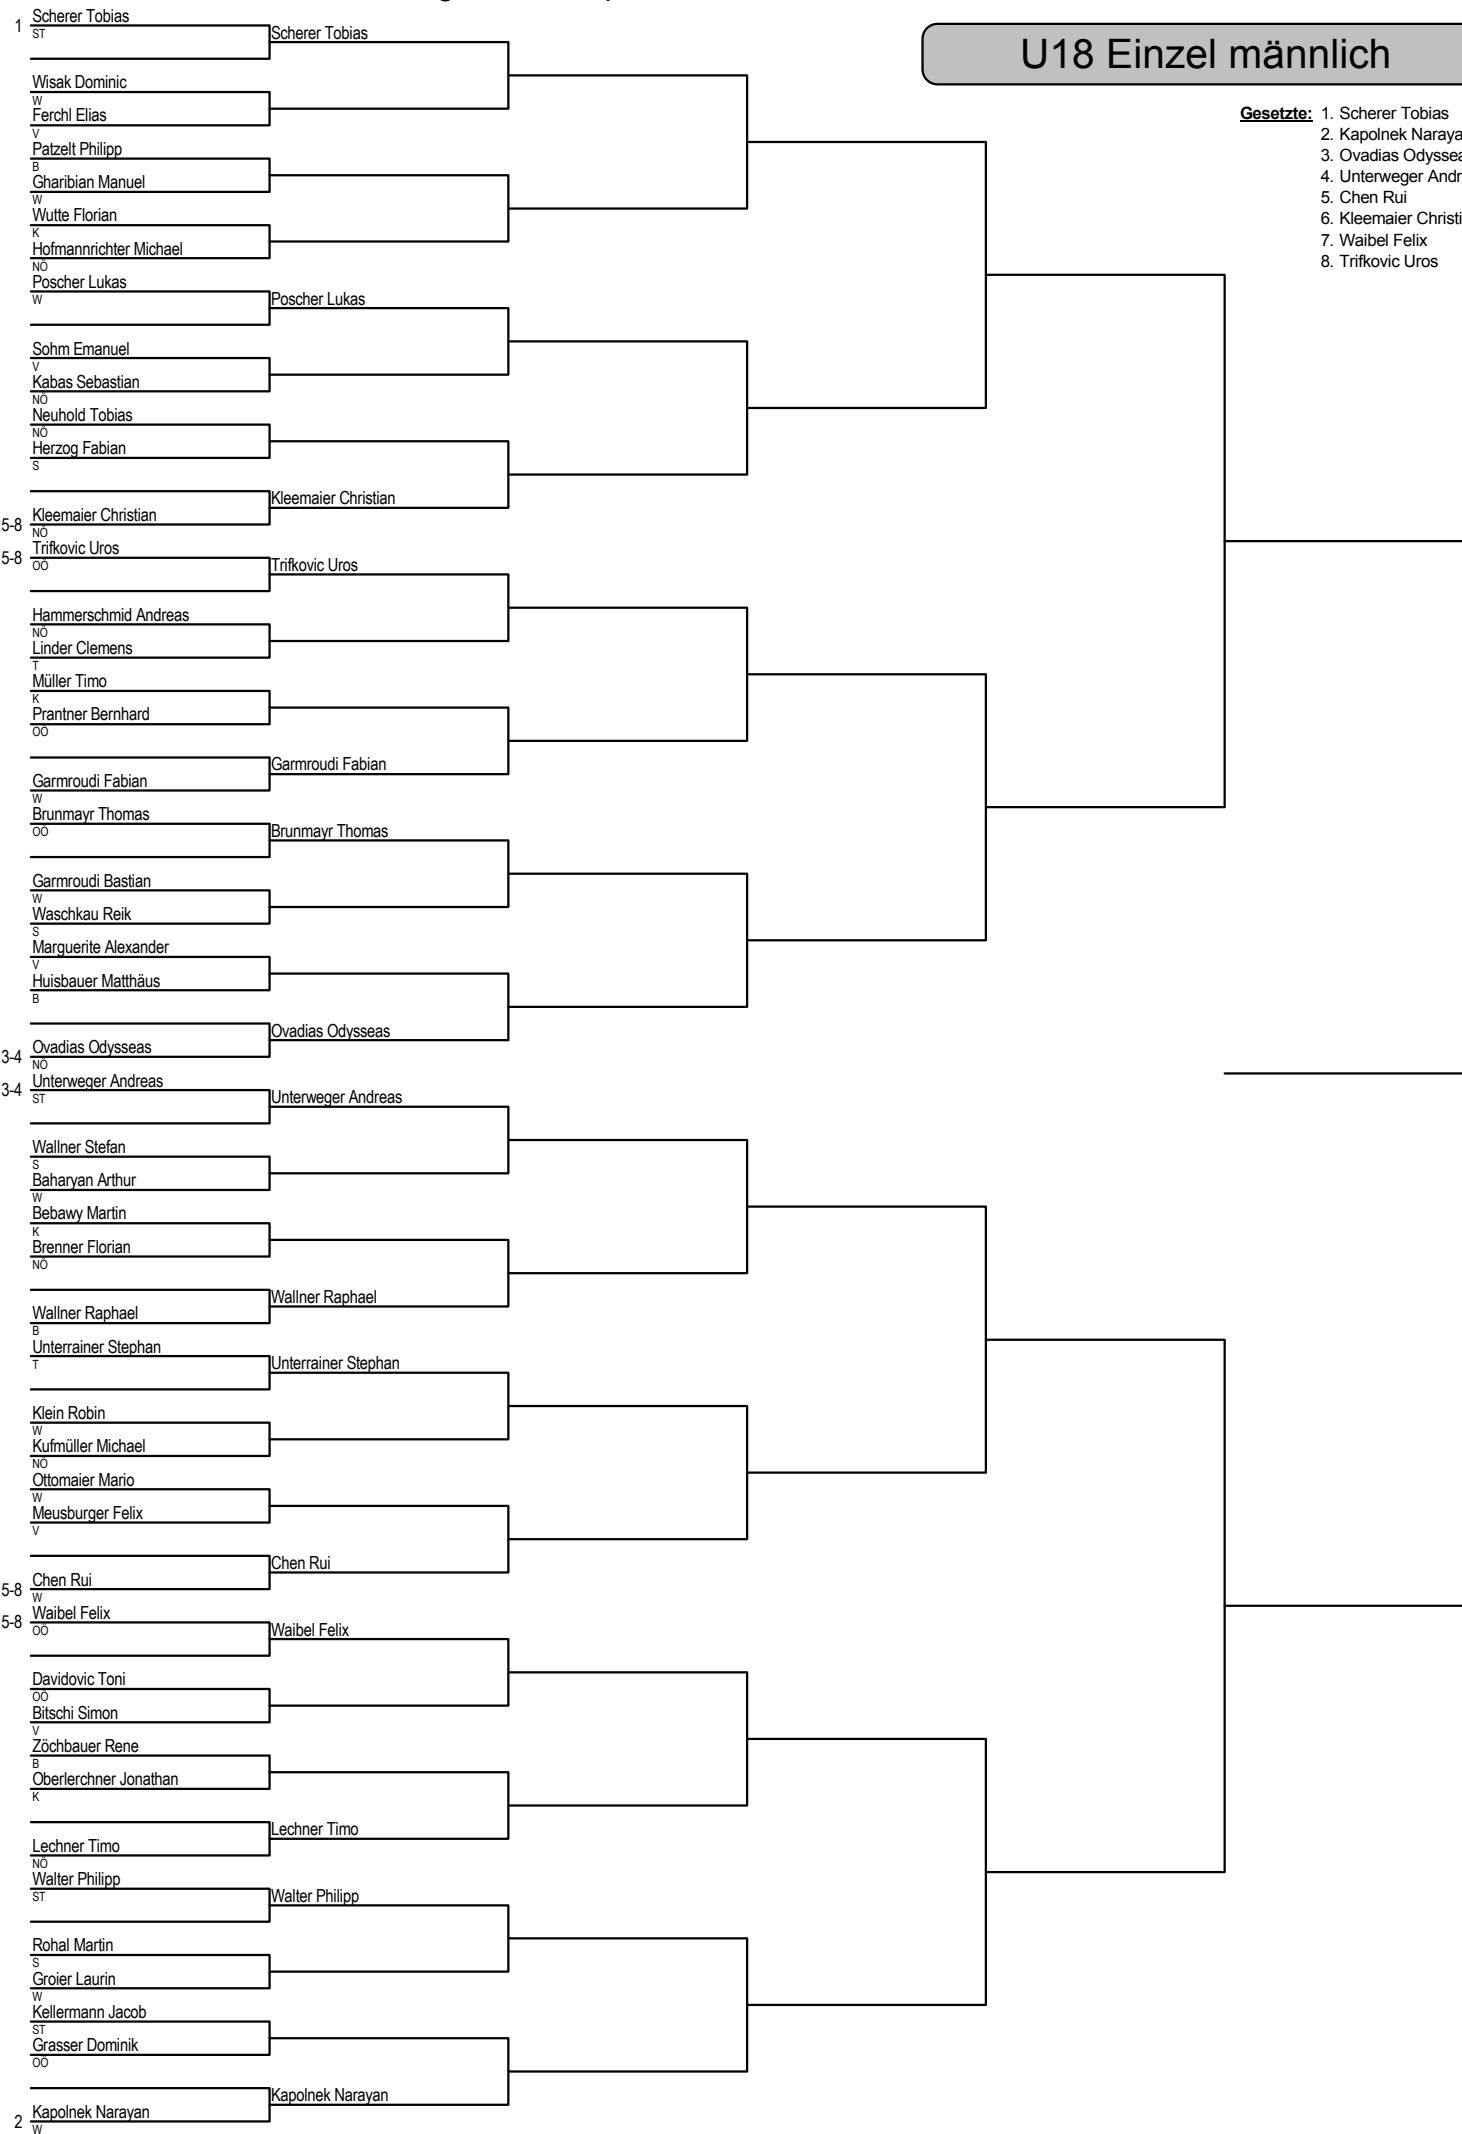 Scherer Tobias
1
ST
Scherer Tobias
U18 Einzel männlich
Wisak Dominic
W
Ferchl Elias
V
Gesetzte: 1. Scherer Tobias
2. Kapolnek Naraya
3. Ovadias Odyssea
4. Unterweger Andr
5. Chen Rui
6. Kleemaier Christi
7. Waibel Felix
8. Trifkovic Uros
Patzelt Philipp
B
Gharibian Manuel
W
Wutte Florian
K
Hofmannrichter Michael
NÖ
Poscher Lukas
W
Poscher Lukas
Sohm Emanuel
V
Kabas Sebastian
NÖ
Neuhold Tobias
NÖ
Herzog Fabian
S
Kleemaier Christian
5-8 Kleemaier Christian
NÖ
5-8 Trifkovic Uros
OÖ
Trifkovic Uros
Hammerschmid Andreas
NÖ
Linder Clemens
T
Müller Timo
K
Prantner Bernhard
OÖ
Garmroudi Fabian
Garmroudi Fabian
W
Brunmayr Thomas
OÖ
Brunmayr Thomas
Garmroudi Bastian
W
Waschkau Reik
S
Marguerite Alexander
V
Huisbauer Matthäus
B
Ovadias Odysseas
3-4 Ovadias Odysseas
NÖ
3-4 Unterweger Andreas
ST
Unterweger Andreas
Wallner Stefan
S
Baharyan Arthur
W
Bebawy Martin
K
Brenner Florian
NÖ
Wallner Raphael
Wallner Raphael
B
Unterrainer Stephan
T
Unterrainer Stephan
Klein Robin
W
Kufmüller Michael
NÖ
Ottomaier Mario
W
Meusburger Felix
V
Chen Rui
5-8 Chen Rui
W
5-8 Waibel Felix
OÖ
Waibel Felix
Davidovic Toni
OÖ
Bitschi Simon
V
Zöchbauer Rene
B
Oberlerchner Jonathan
K
Lechner Timo
Lechner Timo
NÖ
Walter Philipp
ST
Walter Philipp
Rohal Martin
S
Groier Laurin
W
Kellermann Jacob
ST
Grasser Dominik
OÖ
Kapolnek Narayan
2 Kapolnek Narayan
W